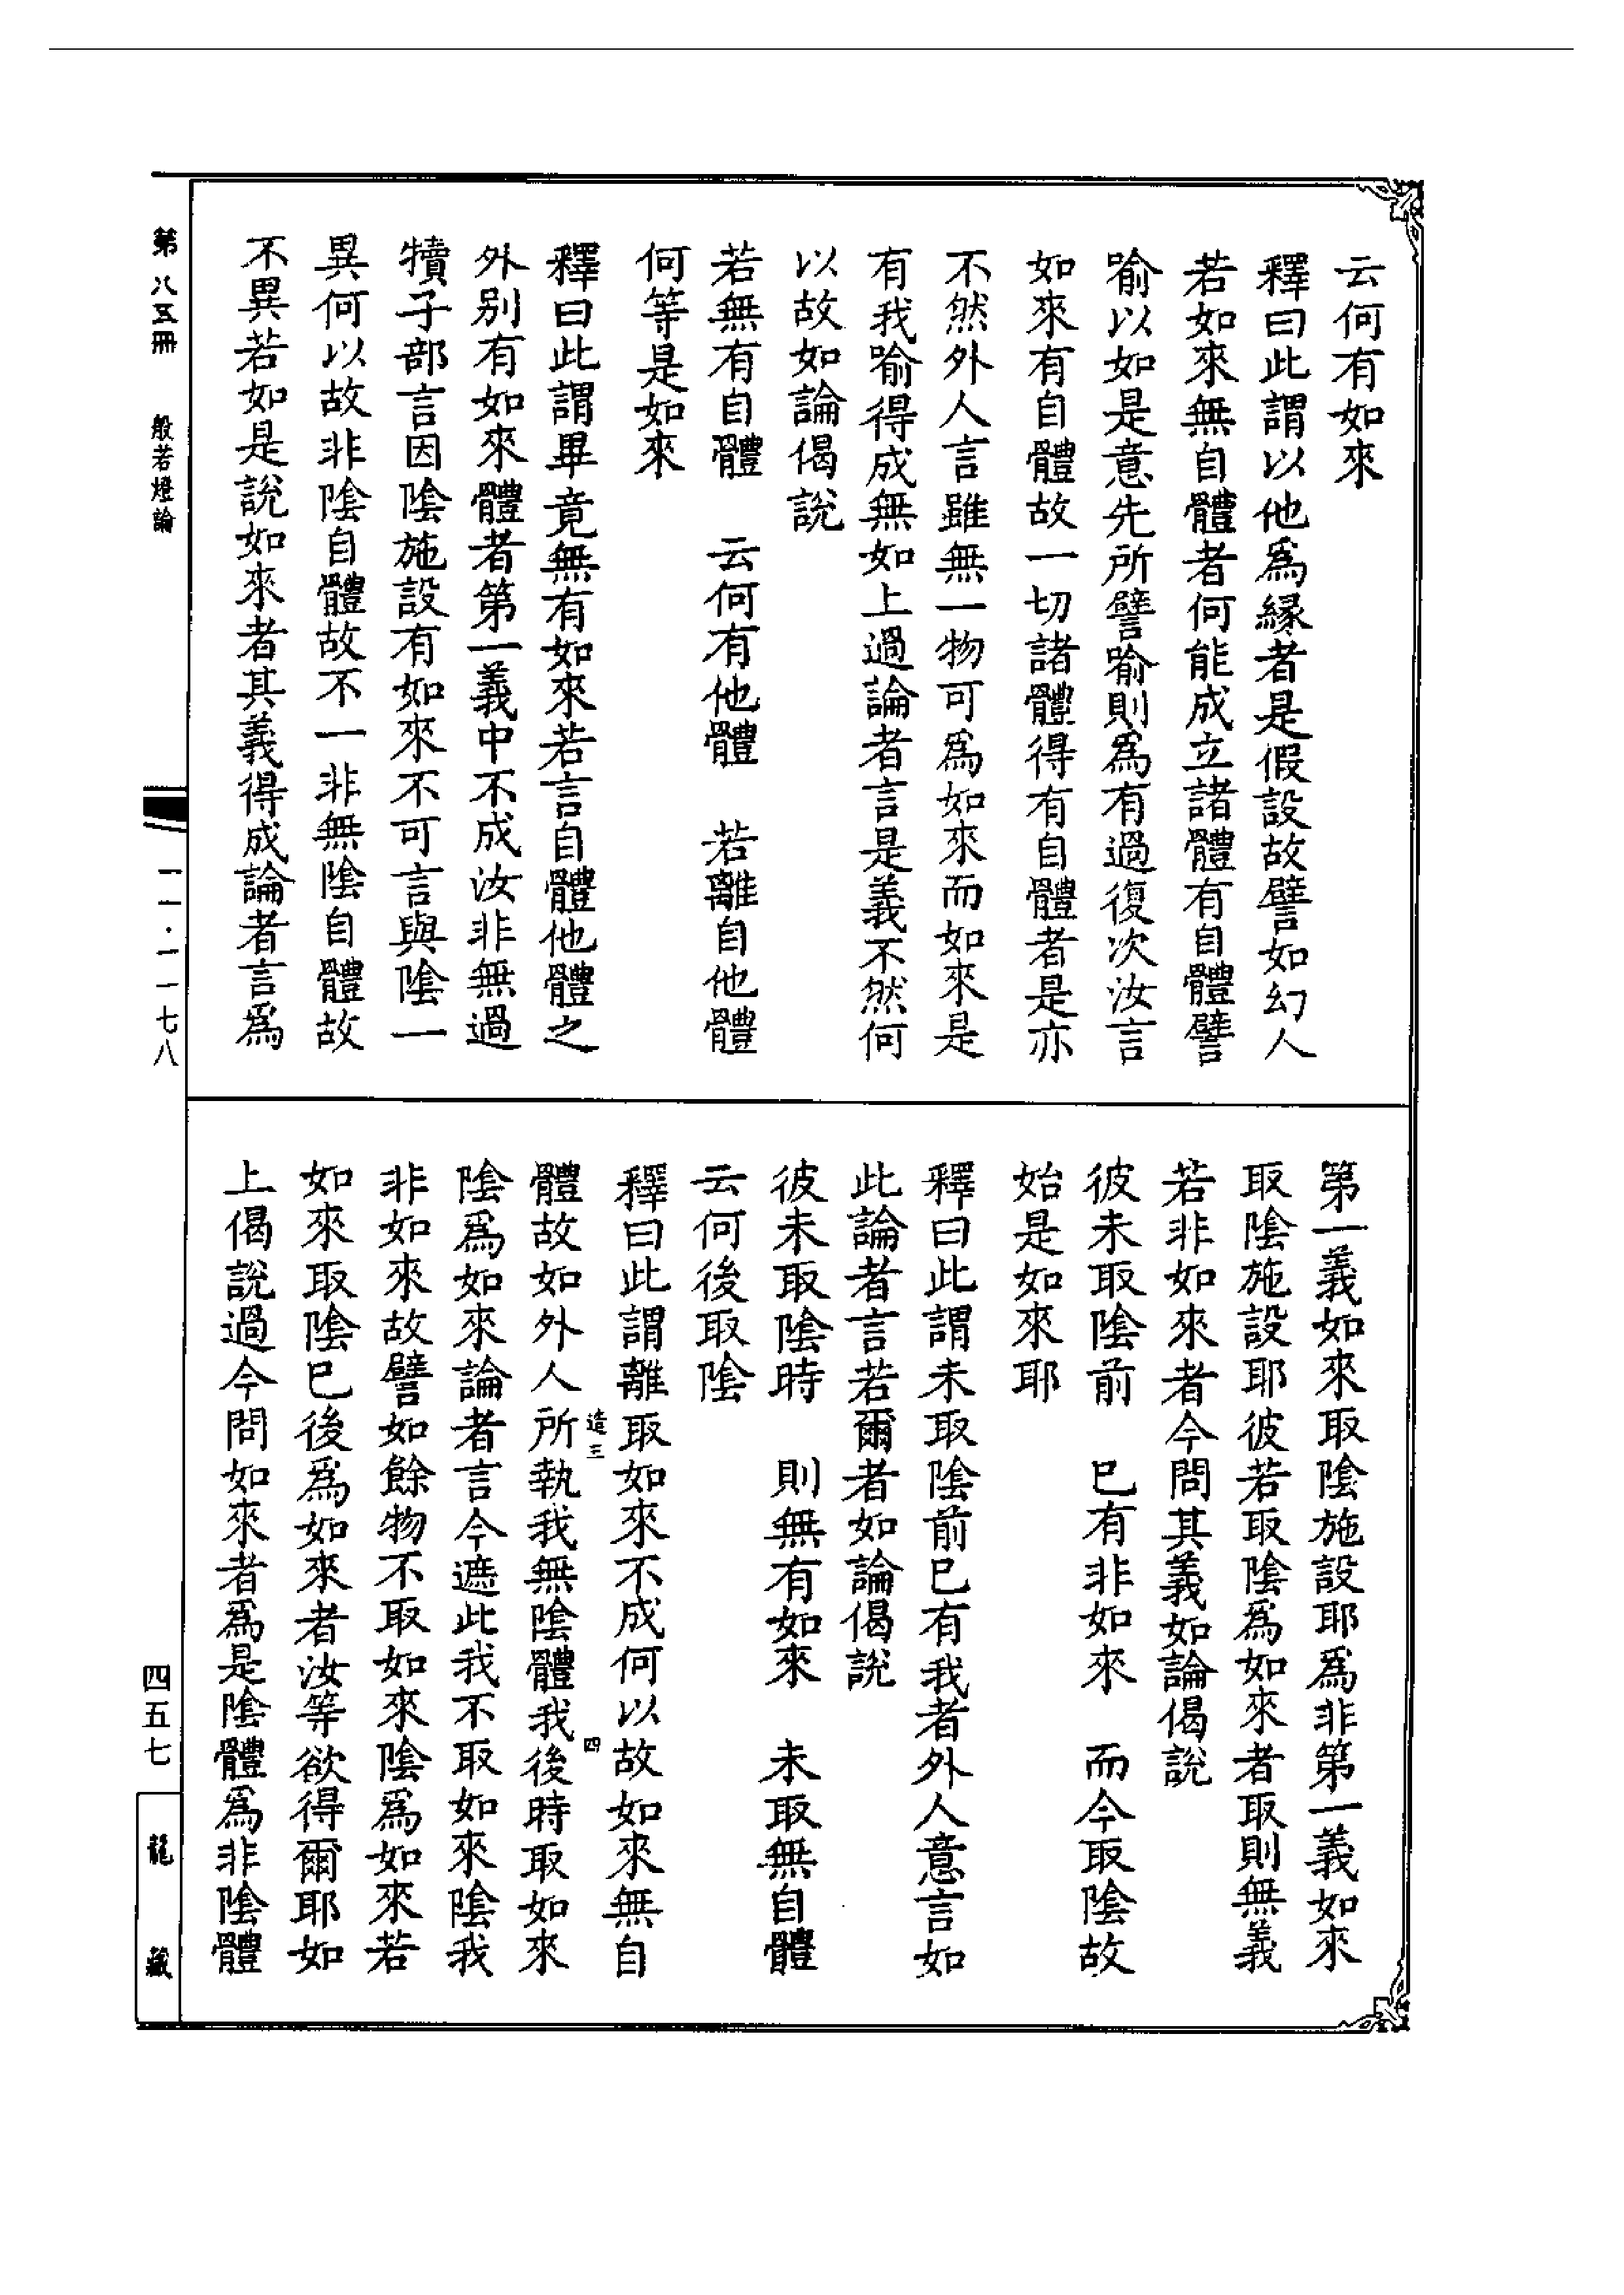 云何有如來
釋曰此謂以他爲緣者是假設故譬如幻人
若如來無自體者何能成立諸體有自體譬
喻以如是意先所譬喻則爲有過復次汝言
如來有自體故一切諸體得有自體者是亦
不然外人言雖無一物可爲如來而如來是
有我喻得成無如上過論者言是義不然何
以故如論偈說
若無有自體　云何有他體　若離自他體
何等是如來
釋曰此謂畢竟無有如來若言自體他體之
外別有如來體者第一義中不成汝非無過
犢子部言因陰施設有如來不可言與陰一
異何以故非陰自體故不一非無陰自體故
不異若如是說如來者其義得成論者言爲
第一義如來取陰施設耶爲非第一義如來
取陰施設耶彼若取陰爲如來者取則無義
若非如來者今問其義如論偈說
彼未取陰前　已有非如來　而今取陰故
始是如來耶
釋曰此謂未取陰前已有我者外人意言如
此論者言若爾者如論偈說
彼未取陰時　則無有如來　未取無自體
云何後取陰
釋曰此謂離取如來不成何以故如來無自
體故如外人所執我無陰體我後時取如來
陰爲如來論者言今遮此我不取如來陰我
非如來故譬如餘物不取如來陰爲如來若
如來取陰已後爲如來者汝等欲得爾耶如
上偈說過今問如來者爲是陰體爲非陰體
造三
四
第八五冊　般若燈論
一一·一一七八
四五七
龍藏